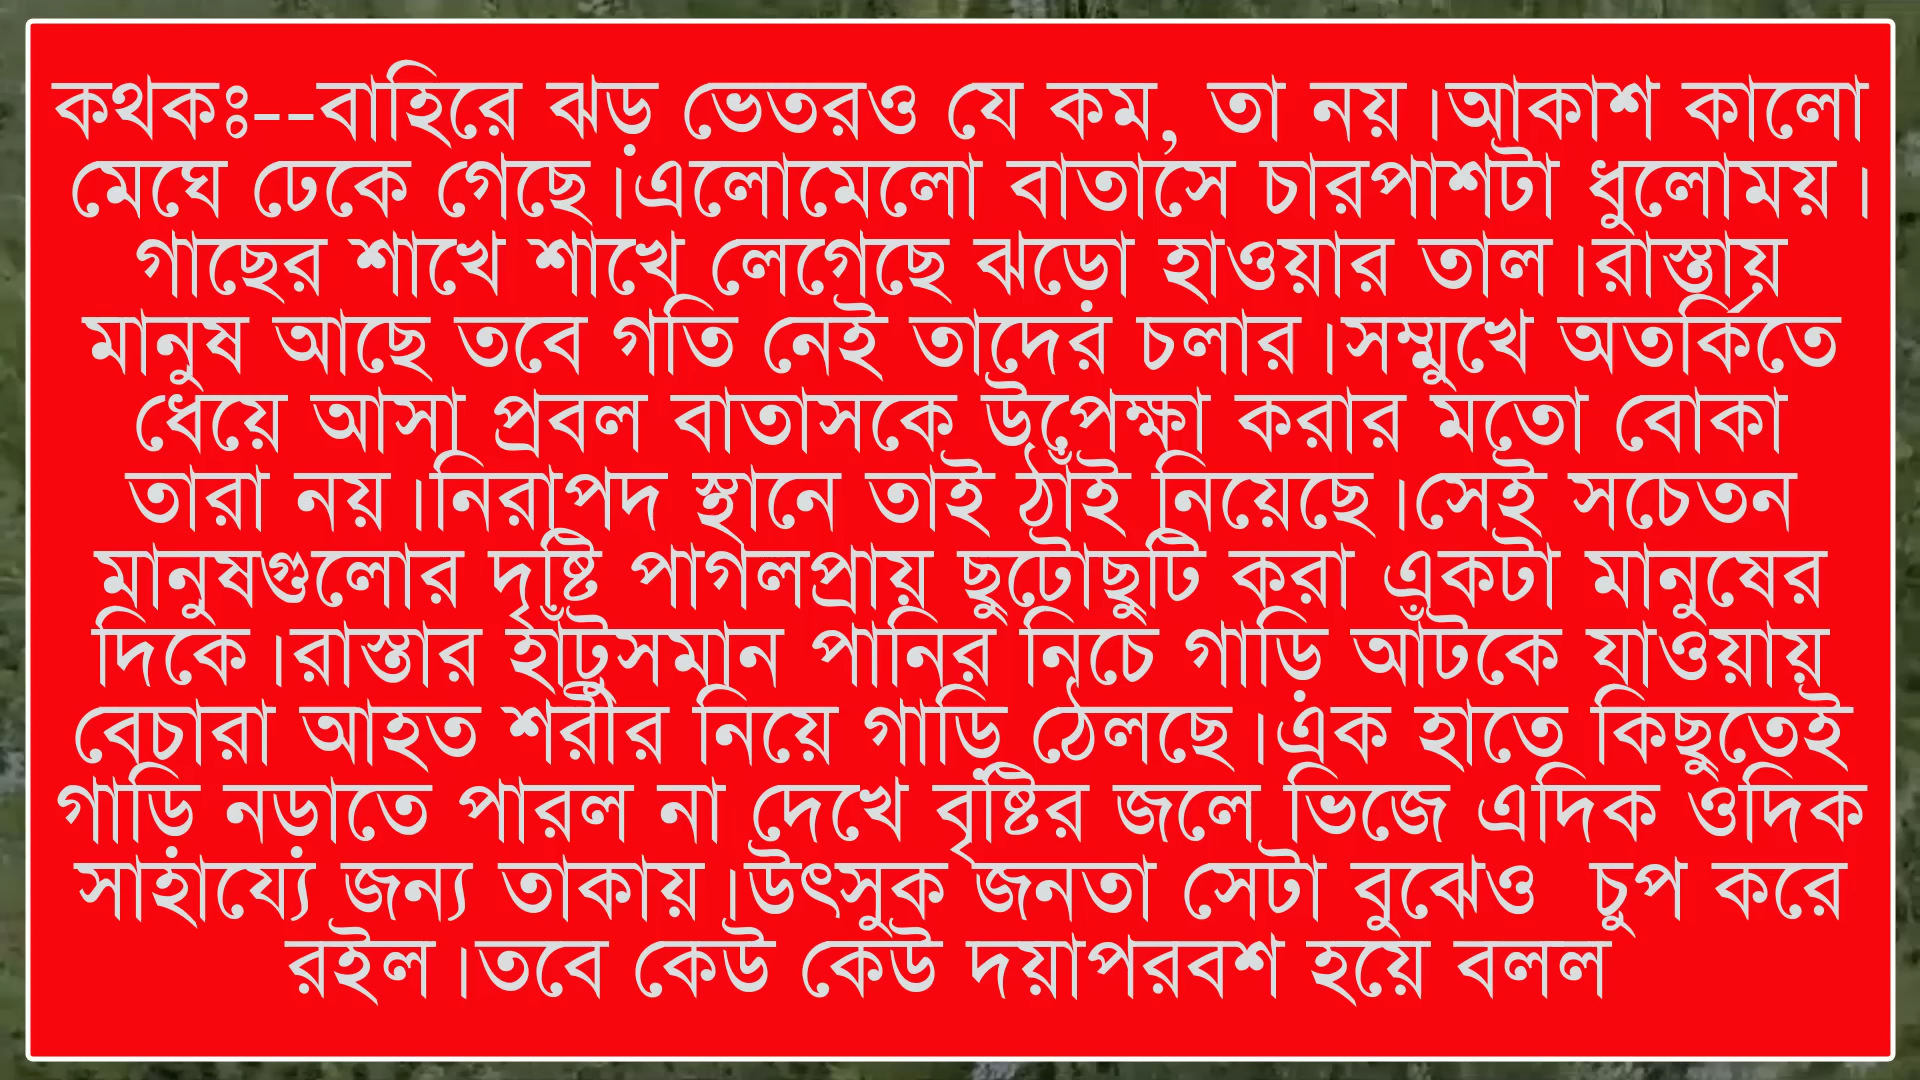 কথকঃ--বাহিরে ঝড় ভেতরও যে কম, তা নয়।আকাশ কালো
মেঘে ঢেকে গেছে।এলোমেলো বাতাসে চারপাশটা ধুলোময়।
গাছের শাখে শাখে লেগেছে ঝড়ো হাওয়ার তাল।রাস্তায়
মানুষ আছে তবে গতি নেই তাদের চলার।সম্মুখে অতর্কিতে
ধেয়ে আসা প্রবল বাতাসকে উপেক্ষা করার মতো বোকা
তারা নয়।নিরাপদ স্থানে তাই ঠাঁই নিয়েছে।সেই সচেতন
মানুষগুলোর দৃষ্টি পাগলপ্রায় ছুটোছুটি করা একটা মানুষের
দিকে।রাস্তার হাঁটুসমান পানির নিচে গাড়ি আঁটকে যাওয়ায়
বেচারা আহত শরীর নিয়ে গাড়ি ঠেলছে।এক হাতে কিছুতেই
গাড়ি নড়াতে পারল না দেখে বৃষ্টির জলে ভিজে এদিক ওদিক
সাহায্যে জন্য তাকায়।উৎসুক জনতা সেটা বুঝেও  চুপ করে
রইল।তবে কেউ কেউ দয়াপরবশ হয়ে বলল